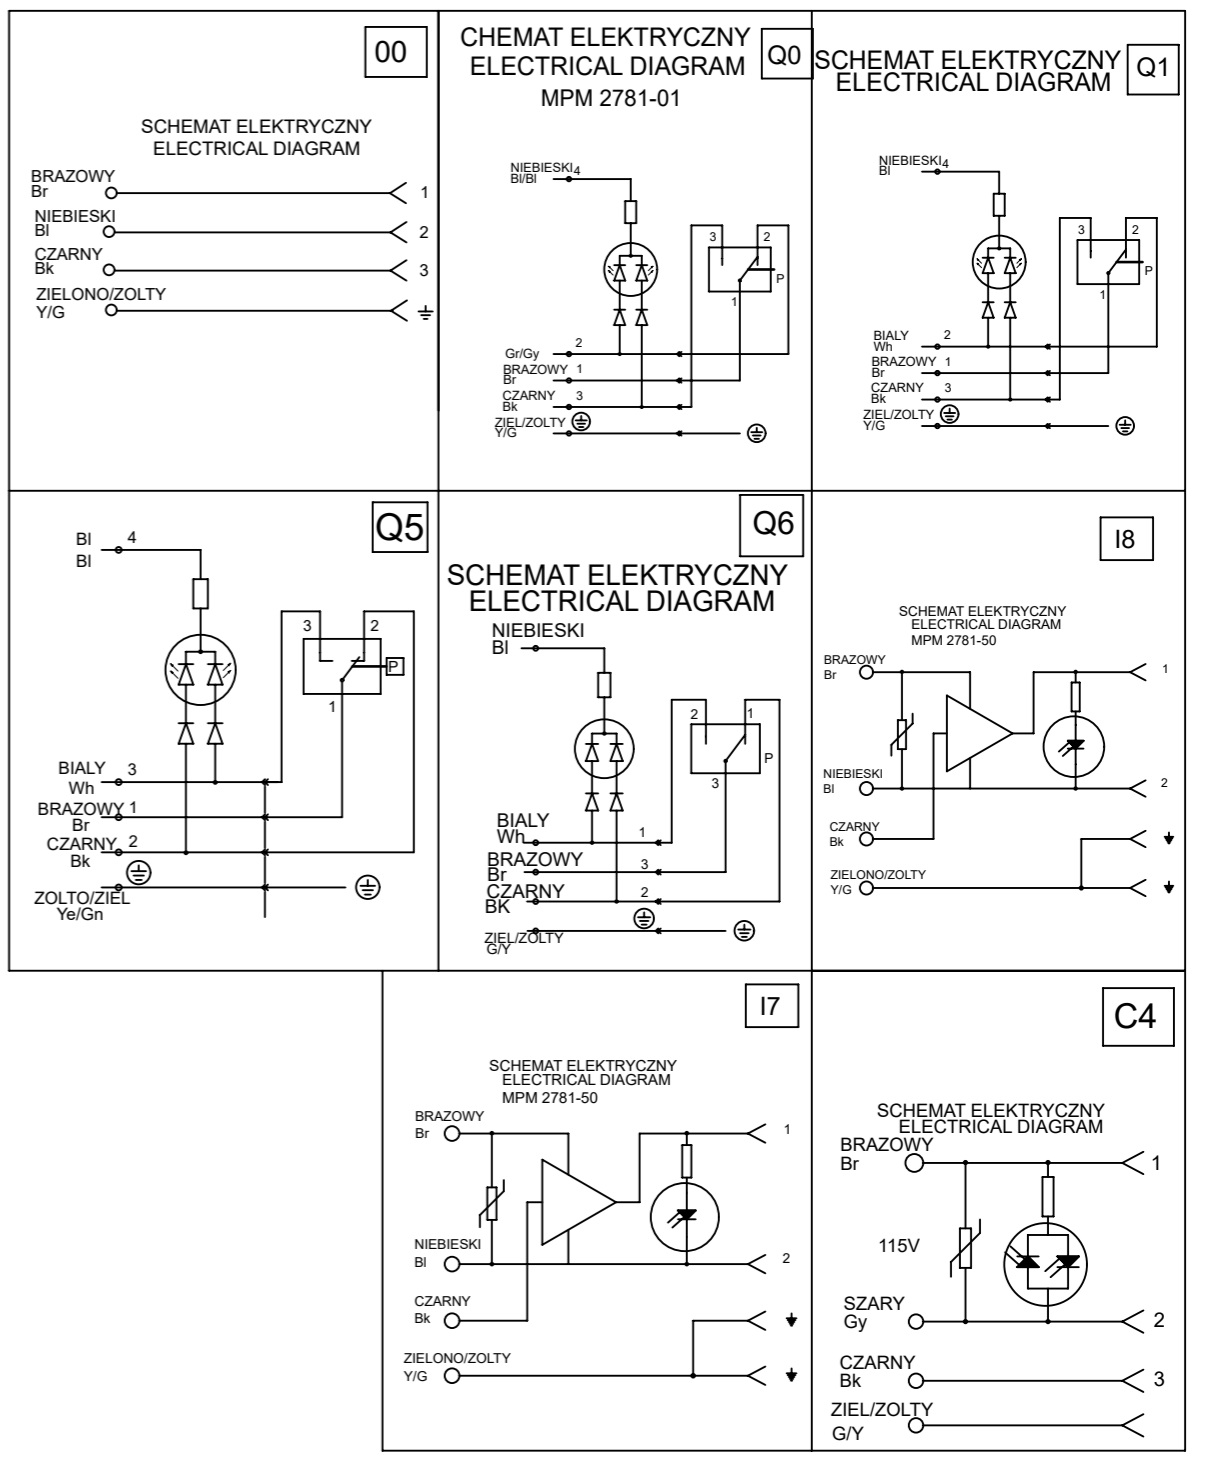 00
SCHEMAT ELEKTRYCZNY
ELECTRICAL DIAGRAM
BRAZOWY
Br
1
NIEBIESKI
Bl
2
CZARNY
Bk
3
ZIELONO/ZOLTY
Y/G
CHEMAT ELEKTRYCZNY
ELECTRICAL DIAGRAM
MPM 2781-01
Q0
NIEBIESKI 4
Bl/Bl
3 2
P
1
Gr/Gy 2
BRAZOWY 1
Br
CZARNY 3
Bk
ZIEL/ZOLTY
Y/G
SCHEMAT ELEKTRYCZNY
ELECTRICAL DIAGRAM
Q1
NIEBIESKI 4
Bl
3 2
P
1
BIALY 2
Wh
BRAZOWY 1
Br
CZARNY 3
Bk
ZIEL/ZOLTY
Y/G
Q5
Bl 4
Bl
3 2
P
1
BIALY 3
Wh
BRAZOWY 1
Br
CZARNY 2
Bk
ZOLTO/ZIEL
Ye/Gn
Q6
SCHEMAT ELEKTRYCZNY
ELECTRICAL DIAGRAM
NIEBIESKI
Bl
2 1
P
3
BIALY
Wh 1
BRAZOWY
Br 3
CZARNY
BK 2
ZIEL/ZOLTY
G/Y
I8
SCHEMAT ELEKTRYCZNY
ELECTRICAL DIAGRAM
MPM 2781-50
BRAZOWY
Br
1
NIEBIESKI
Bl
2
CZARNY
Bk
ZIELONO/ZOLTY
Y/G
I7
SCHEMAT ELEKTRYCZNY
ELECTRICAL DIAGRAM
MPM 2781-50
BRAZOWY
Br
1
NIEBIESKI
Bl
2
CZARNY
Bk
ZIELONO/ZOLTY
Y/G
C4
SCHEMAT ELEKTRYCZNY
ELECTRICAL DIAGRAM
BRAZOWY
Br
1
115V
SZARY
Gy
2
CZARNY
Bk
3
ZIEL/ZOLTY
G/Y